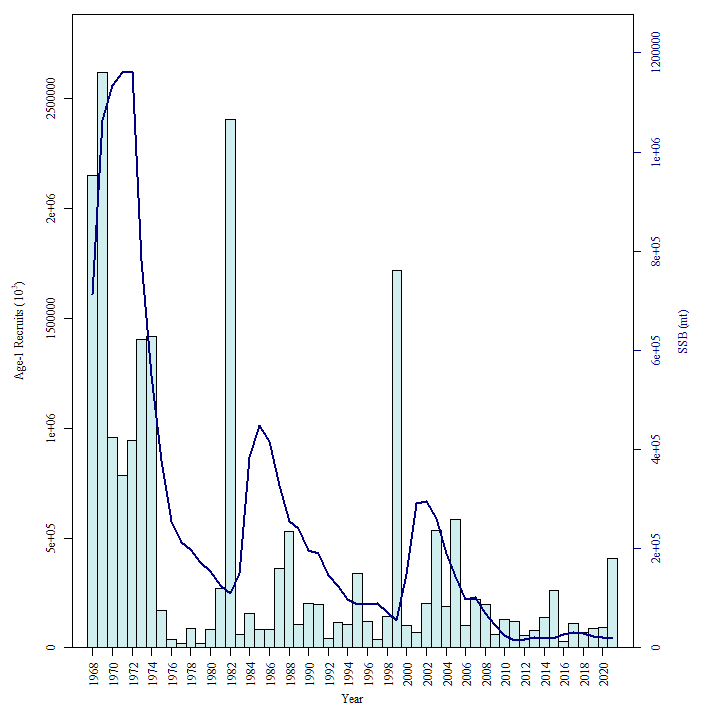 Age-1 Recruits (10³)
2500000
2e+06
1500000
1e+06
5e+05
0
1200000
1e+06
8e+05
6e+05
4e+05
2e+05
0
SSB (mt)
1968 1970 1972 1974 1976 1978 1980 1982 1984 1986 1988 1990 1992 1994 1996 1998 2000 2002 2004 2006 2008 2010 2012 2014 2016 2018 2020
Year